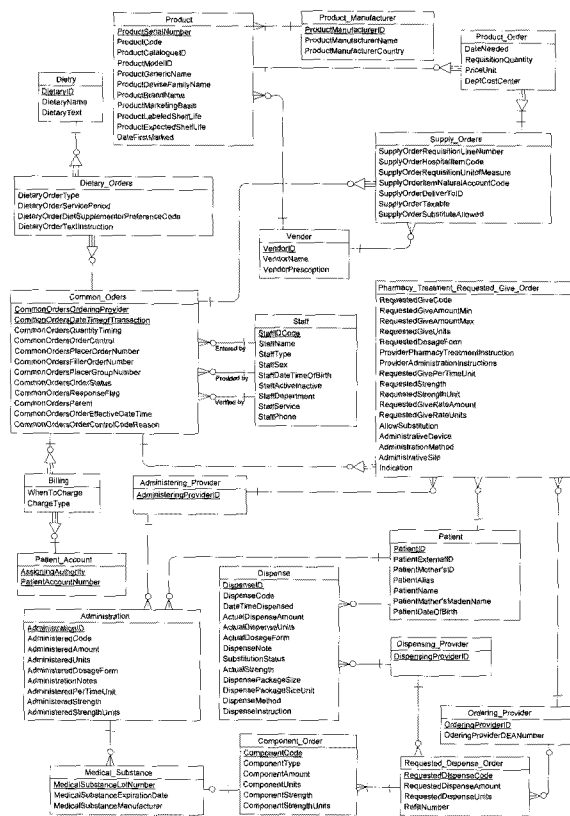 Product
ProductSerialNumber
ProductCode
ProductCatalogueID
ProductModelID
ProductGenericName
ProductDeviseFamilyName
ProductBrandName
ProductMarketingBasis
ProductLabeledShelfLife
ProductExpectedShelfLife
DateFirstMarked
Product_Manufacturer
ProductManufacturerID
ProductManufacturerName
ProductManufacturerCountry
Product_Order
DateNeeded
RequisitionQuantity
PriceUnit
DeptCostCenter
Dietry
DietaryID
DietaryName
DietaryText
Supply_Orders
SupplyOrderRequisitionLineNumber
SupplyOrderHospitalItemCode
SupplyOrderRequisitionUnitofMeasure
SupplyOrderItemNaturalAccountCode
SupplyOrderDeliverToID
SupplyOrderTaxable
SupplyOrderSubstituteAllowed
Dietary_Orders
DietaryOrderType
DietaryOrderServicePeriod
DietaryOrderDietSupplementorPreferenceCode
DietaryOrderTextInstruction
Vendor
VendorID
VendorName
VendorPrescoption
Common_Oders
CommonOrdersOrderingProvider
CommonOrdersDateTimeofTransaction
CommonOrdersQuantityTiming
CommonOrdersOrderControl
CommonOrdersPlacerOrderNumber
CommonOrdersFillerOrderNumber
CommonOrdersPlacerGroupNumber
CommonOrdersOrderStatus
CommonOrdersResponseFlag
CommonOrdersParent
CommonOrdersOrderEffectiveDateTime
CommonOrdersOrderControlCodeReason
Entered by
Provided by
Verified by
Staff
StaffIDCode
StaffName
StaffType
StaffSex
StaffDateTimeOfBirth
StaffActiveInactive
StaffDepartment
StaffService
StaffPhone
Pharmacy_Treatment_Requested_Give_Order
RequestedGiveCode
RequestedGiveAmountMin
RequestedGiveAmountMax
RequestedGiveUnits
RequestedDosageForm
ProviderPharmacyTreatmentInstruction
ProviderAdministrationInstructions
RequestedGivePerTimeUnit
RequestedStrength
RequestedStrengthUnit
RequestedGiveRateAmount
RequestedGiveRateUnits
AllowSubstitution
AdministrativeDevice
AdministrationMethod
AdministrativeSite
Indication
Billing
WhenToCharge
ChargeType
Administering_Provider
AdministeringProviderID
Patient_Account
AssigningAuthority
PatientAccountNumber
Patient
PatientID
PatientExternalID
PatientMother'sID
PatientAlias
PatientName
PatientMother'sMadenName
PatientDateOfBirth
Dispense
DispenseID
DispenseCode
DateTimeDispensed
ActualDispenseAmount
ActualDispenseUnits
ActualDosageForm
DispenseNote
SubstitutionStatus
ActualStrength
DispensePackageSize
DispensePackageSizeUnit
DispenseMethod
DispenseInstruction
Administration
AdministrationID
AdministeredCode
AdministeredAmount
AdministeredUnits
AdministeredDosageForm
AdministrationNotes
AdministeredPerTimeUnit
AdministeredStrength
AdministeredStrengthUnits
Dispensing_Provider
DispensingProviderID
Ordering_Provider
OrderingProviderID
OderingProviderDEANumber
Medical_Substance
MedicalSubstanceLotNumber
MedicalSubstanceExpirationDate
MedicalSubstanceManufacturer
Component_Order
ComponentCode
ComponentType
ComponentAmount
ComponentUnits
ComponentStrength
ComponentStrengthUnits
Requested_Depense_Order
RequestedDispenseCode
RequestedDispenseAmount
RequestedDispenseUnits
RefillNumber